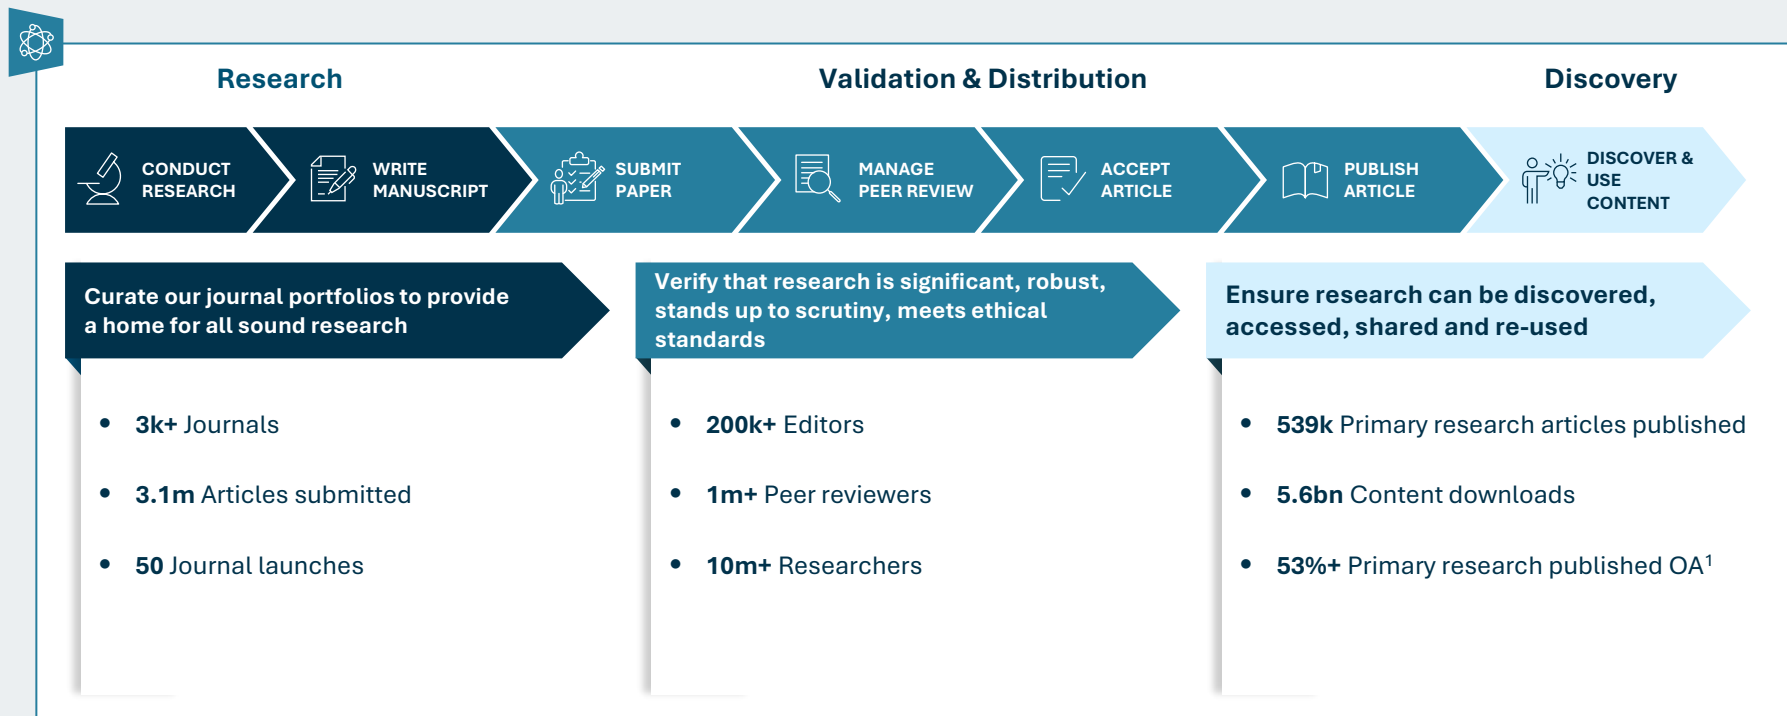 Research
Validation & Distribution
Discovery
CONDUCT
RESEARCH
WRITE
MANUSCRIPT
SUBMIT
PAPER
MANAGE
PEER REVIEW
ACCEPT
ARTICLE
PUBLISH
ARTICLE
DISCOVER &
USE
CONTENT
Curate our journal portfolios to provide
a home for all sound research
• 3k+ Journals
• 3.1m Articles submitted
• 50 Journal launches
Verify that research is significant, robust,
stands up to scrutiny, meets ethical
standards
• 200k+ Editors
• 1m+ Peer reviewers
• 10m+ Researchers
Ensure research can be discovered,
accessed, shared and re-used
• 539k Primary research articles published
• 5.6bn Content downloads
• 53%+ Primary research published OA¹